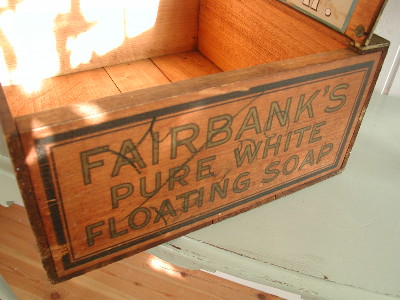 FAIRBANK'S
PURE WHITE
FLOATING SOAP